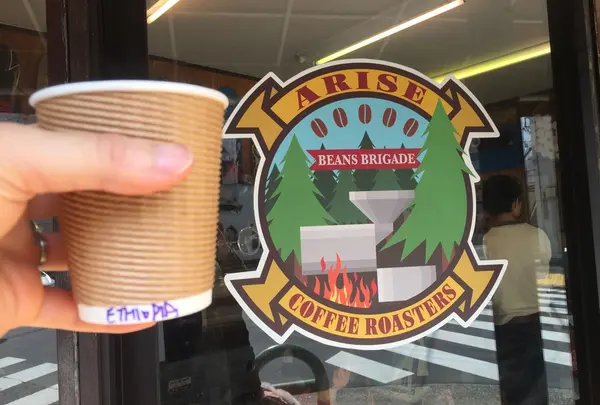 ARISE
BEANS BRIGADE
COFFEE ROASTERS
ETHIOPIA